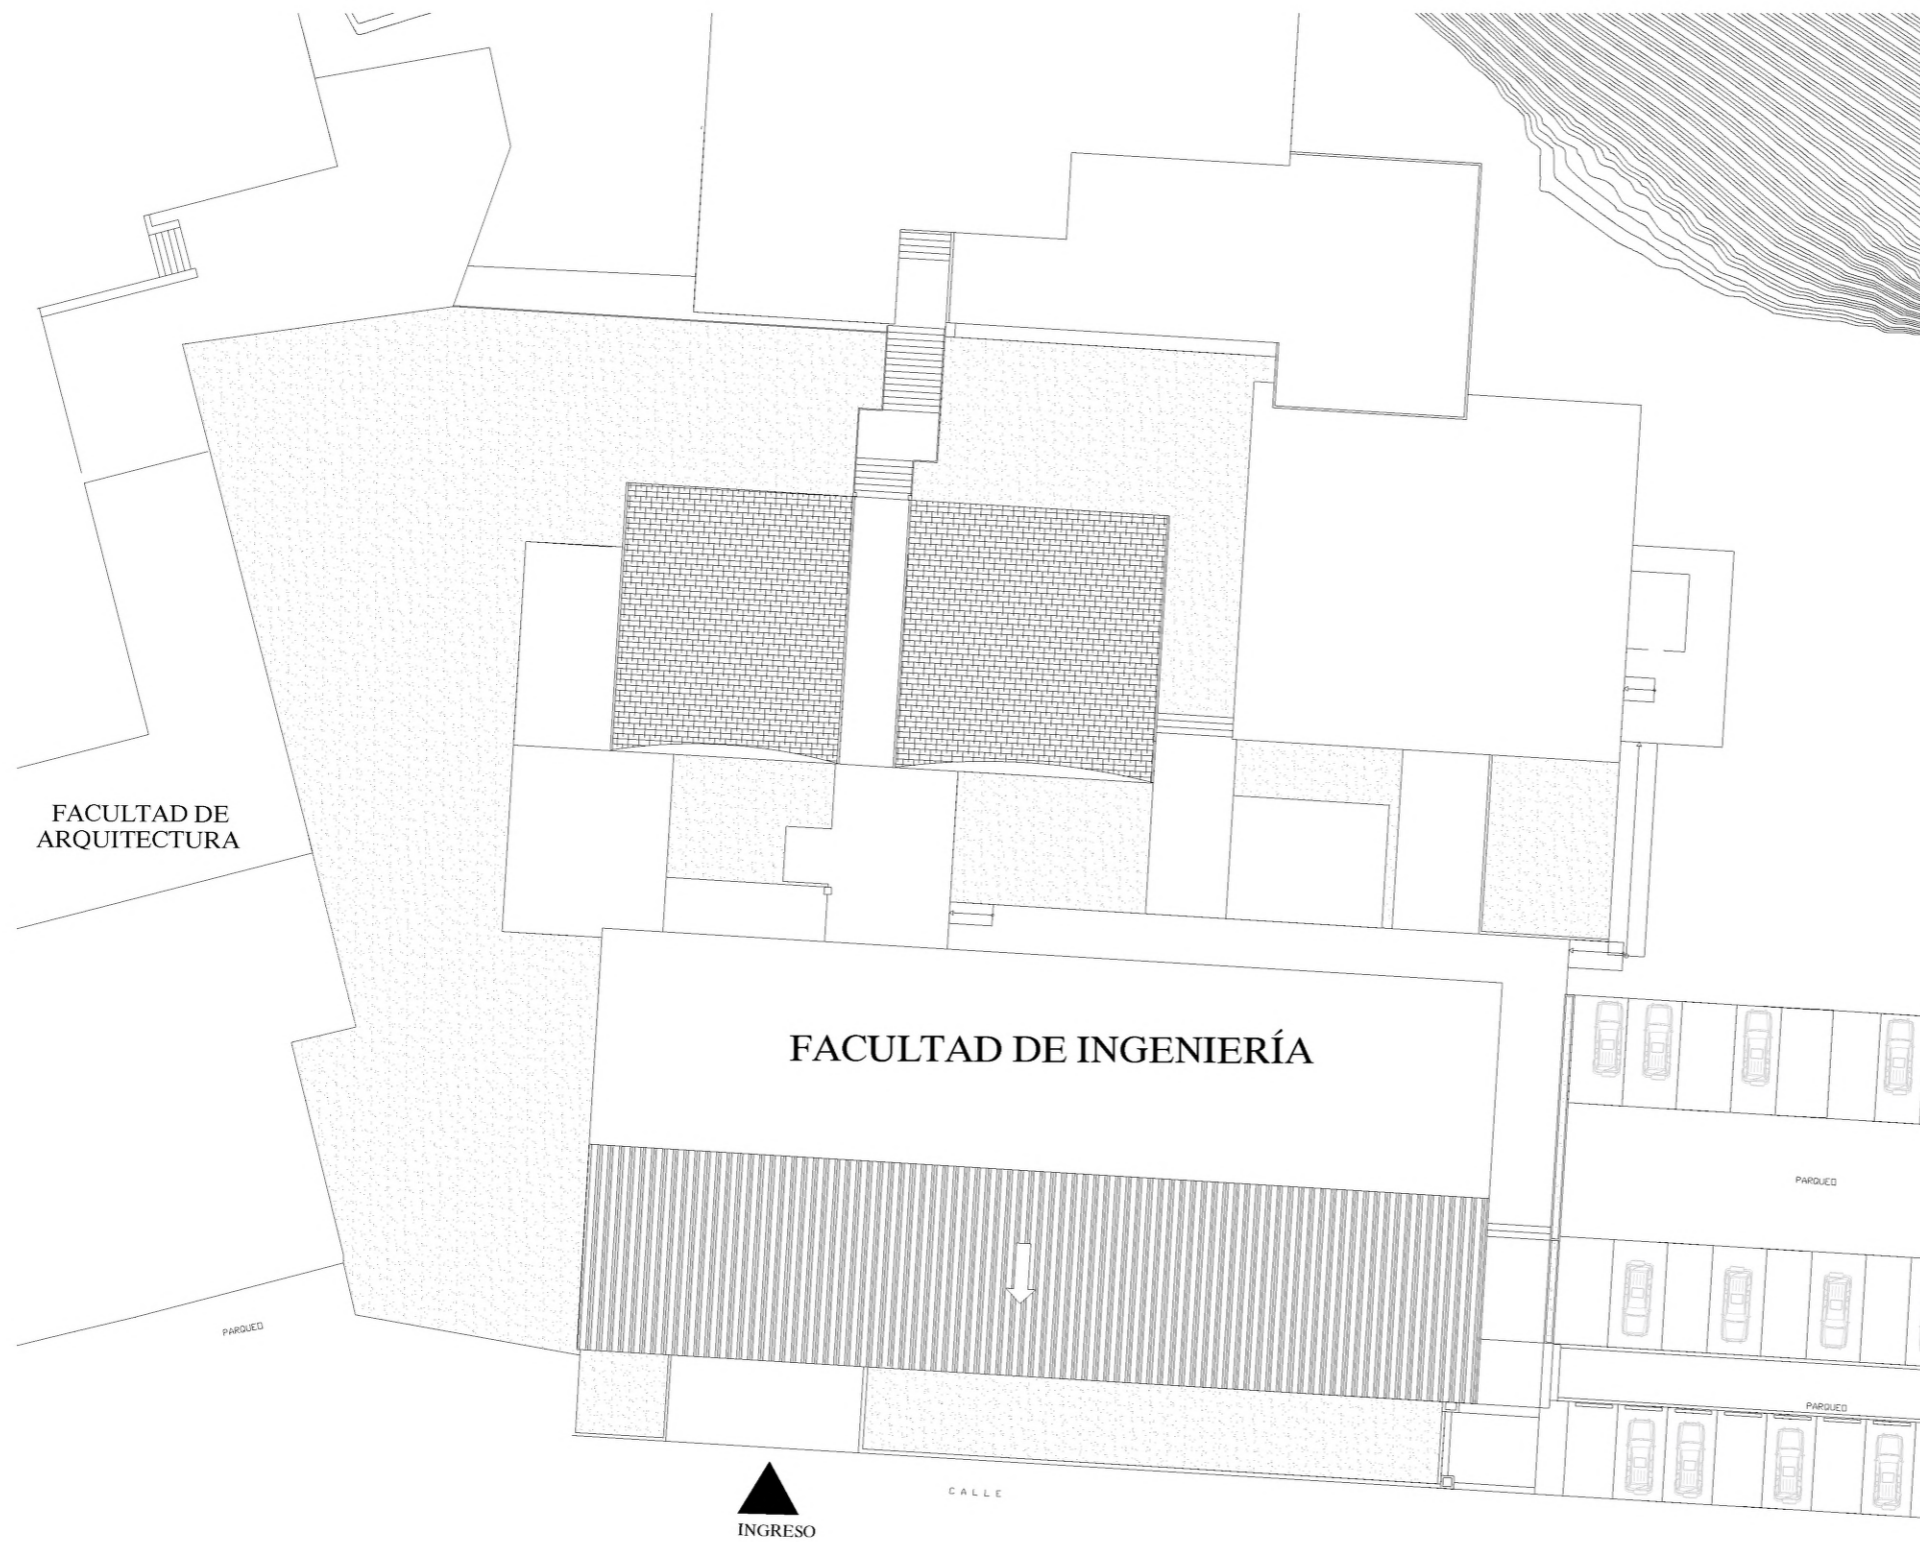 FACULTAD DE
ARQUITECTURA
FACULTAD DE INGENIERÍA
PARQUEO
PARQUEO
PARQUEO
CALLE
INGRESO